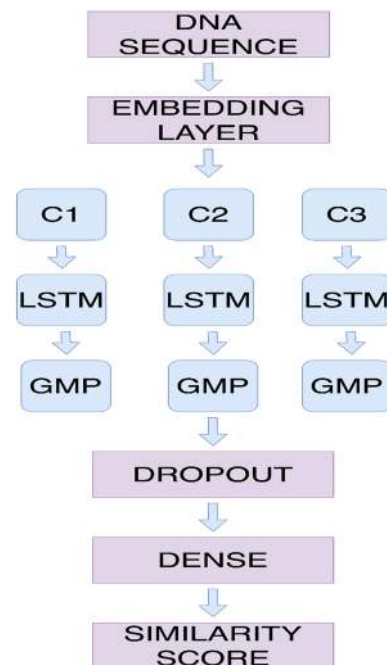 DNA
SEQUENCE
EMBEDDING
LAYER
C1 C2 C3
LSTM LSTM LSTM
GMP GMP GMP
DROPOUT
DENSE
SIMILARITY
SCORE